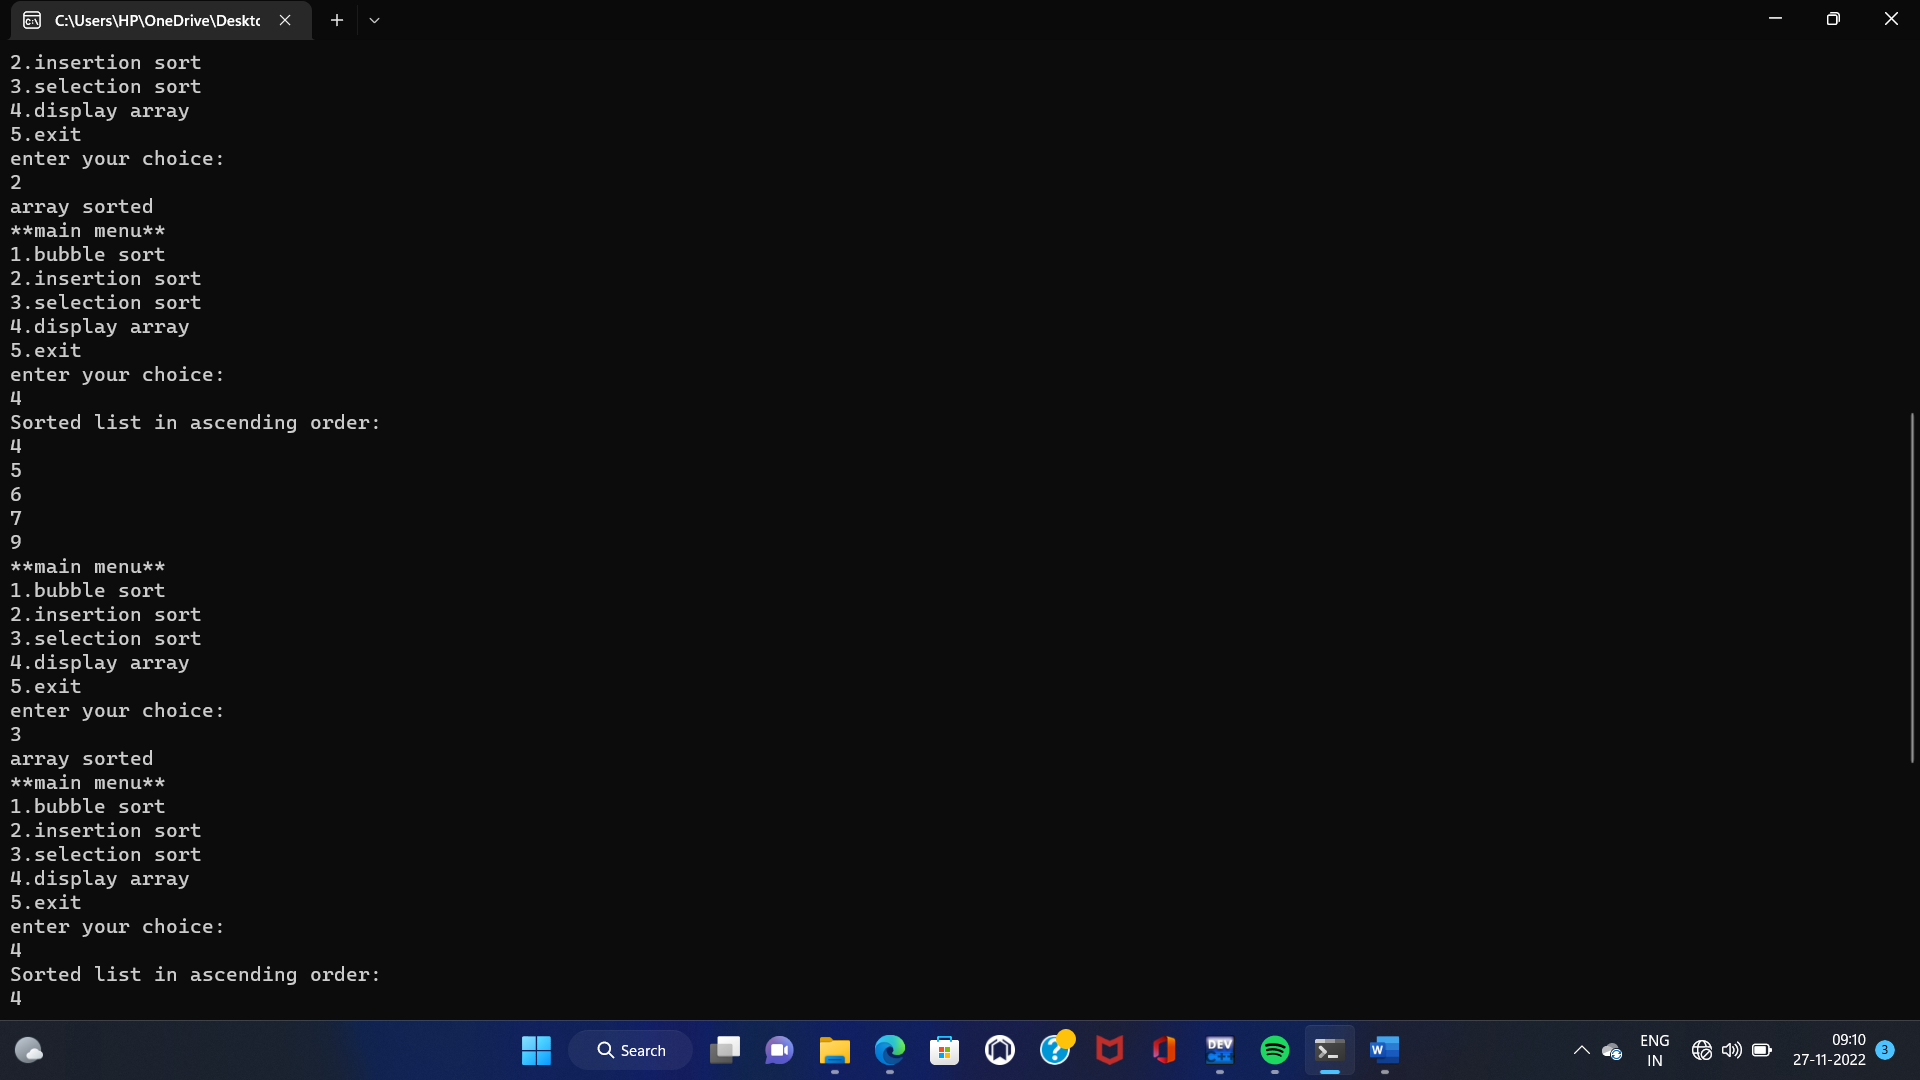 C:\Users\HP\OneDrive\Deskto
2.insertion sort
3.selection sort
4.display array
5.exit
enter your choice:
2
array sorted
**main menu**
1.bubble sort
2.insertion sort
3.selection sort
4.display array
5.exit
enter your choice:
4
Sorted list in ascending order:
4
5
6
7
9
**main menu**
1.bubble sort
2.insertion sort
3.selection sort
4.display array
5.exit
enter your choice:
3
array sorted
**main menu**
1.bubble sort
2.insertion sort
3.selection sort
4.display array
5.exit
enter your choice:
4
Sorted list in ascending order:
4
Search
DEV
C++
W
ENG
IN
09:10
27-11-2022
3